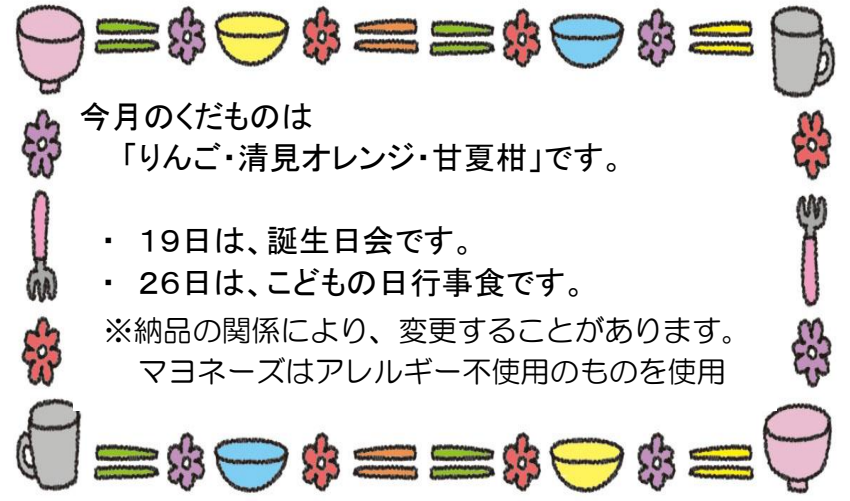 今月のくだものは
「りんご・清見オレンジ・甘夏柑」です。
・ 19日は、誕生日会です。
・ 26日は、こどもの日行事食です。
※納品の関係により、変更することがあります。
マヨネーズはアレルギー不使用のものを使用